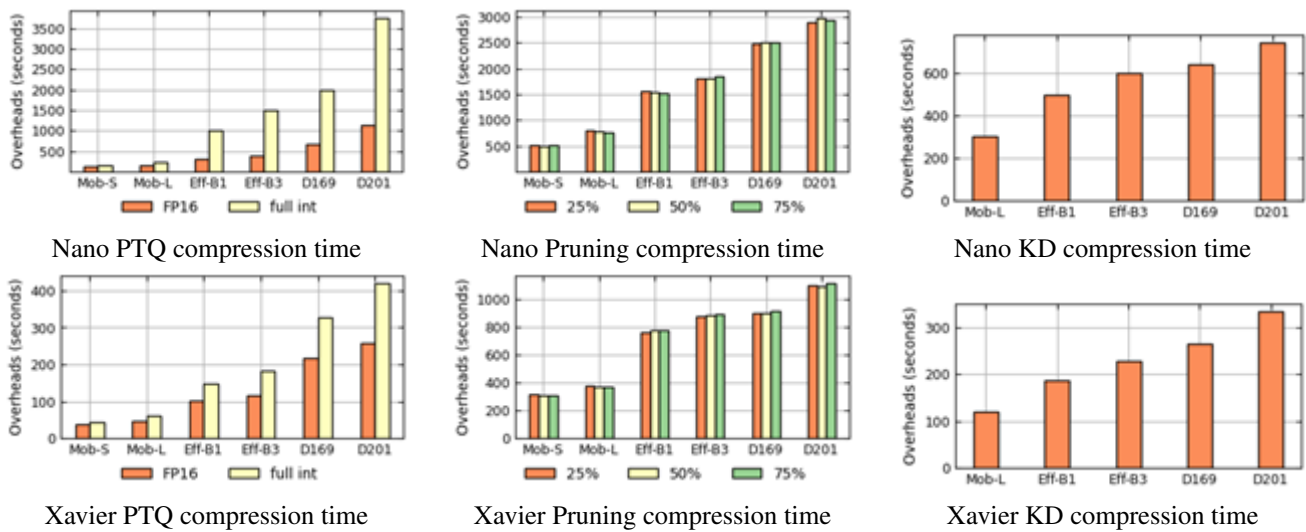 Overheads (seconds)
3500
3000
2500
2000
1500
1000
500
Mob-S Mob-L Eff-B1 Eff-B3 D169 D201
FP16 full int
Nano PTQ compression time
Overheads (seconds)
3000
2500
2000
1500
1000
500
Mob-S Mob-L Eff-B1 Eff-B3 D169 D201
25% 50% 75%
Nano Pruning compression time
Overheads (seconds)
600
400
200
0
Mob-L Eff-B1 Eff-B3 D169 D201
Nano KD compression time
Overheads (seconds)
400
300
200
100
0
Mob-S Mob-L Eff-B1 Eff-B3 D169 D201
FP16 full int
Xavier PTQ compression time
Overheads (seconds)
1000
800
600
400
200
0
Mob-S Mob-L Eff-B1 Eff-B3 D169 D201
25% 50% 75%
Xavier Pruning compression time
Overheads (seconds)
300
200
100
0
Mob-L Eff-B1 Eff-B3 D169 D201
Xavier KD compression time